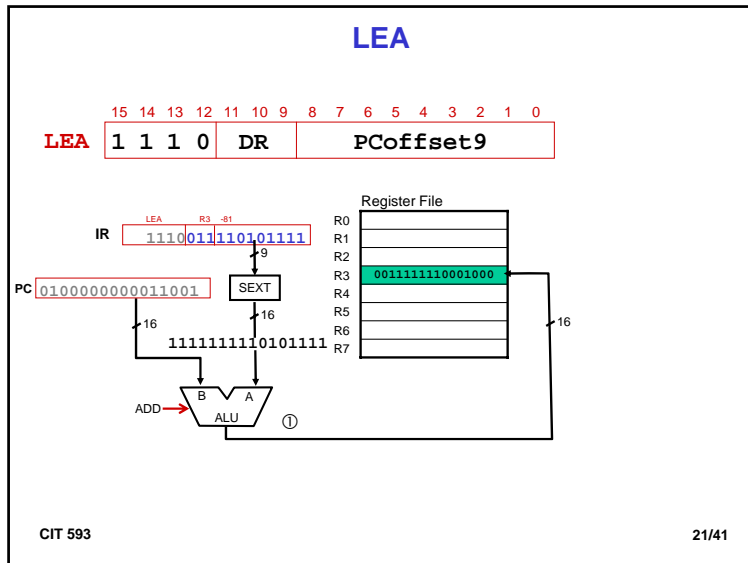 LEA
15 14 13 12 11 10 9 8 7 6 5 4 3 2 1 0
LEA 1 1 1 0 DR PCoffset9
Register File
LEA R3 -81
IR 1110011110101111
R0
R1
R2
R3 0011111110001000
R4
R5
R6
R7
9
PC 0100000000011001
SEXT
16
16
16
1111111110101111
B A
ADD
ALU
①
CIT 593
21/41